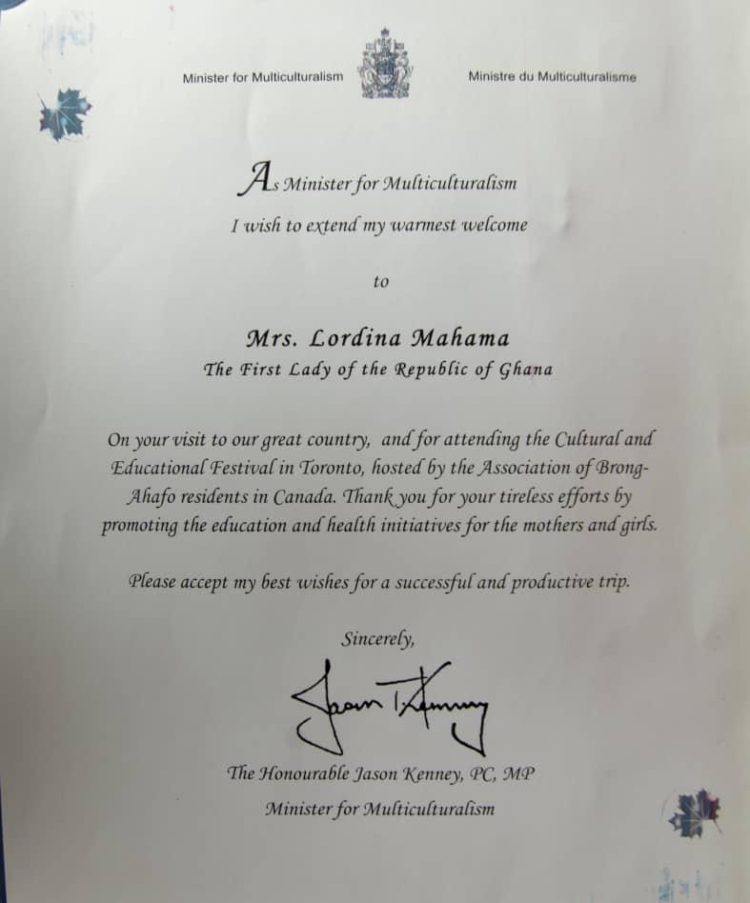 Minister for Multiculturalism
Ministre du Multiculturalisme
As Minister for Multiculturalism
I wish to extend my warmest welcome
to
Mrs. Lordina Mahama
The First Lady of the Republic of Ghana
On your visit to our great country, and for attending the Cultural and
Educational Festival in Toronto, hosted by the Association of Brong-
Ahafo residents in Canada. Thank you for your tireless efforts by
promoting the education and health initiatives for the mothers and girls.
Please accept my best wishes for a successful and productive trip.
Sincerely,
Jason T. Kenney
The Honourable Jason Kenney, PC, MP
Minister for Multiculturalism